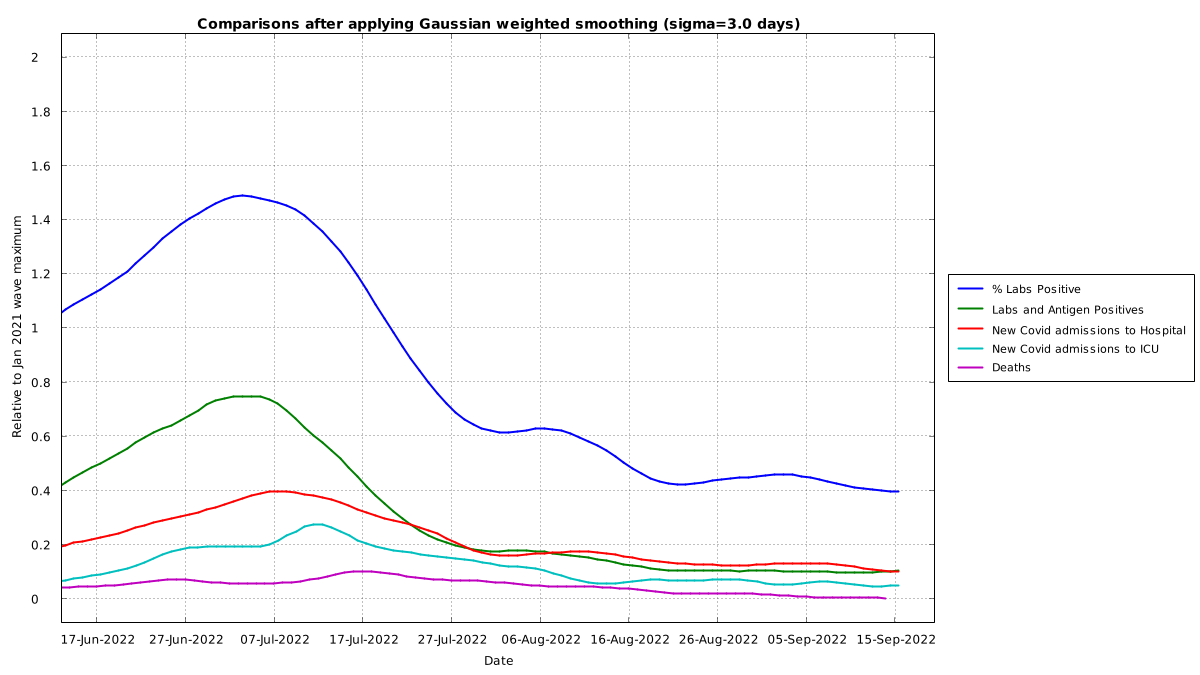 Comparisons after applying Gaussian weighted smoothing (sigma=3.0 days)
2
1.8
1.6
1.4
1.2
1
0.8
0.6
0.4
0.2
0
Relative to Jan 2021 wave maximum
17-Jun-2022 27-Jun-2022 07-Jul-2022 17-Jul-2022 27-Jul-2022 06-Aug-2022 16-Aug-2022 26-Aug-2022 05-Sep-2022 15-Sep-2022
Date
% Labs Positive
Labs and Antigen Positives
New Covid admissions to Hospital
New Covid admissions to ICU
Deaths